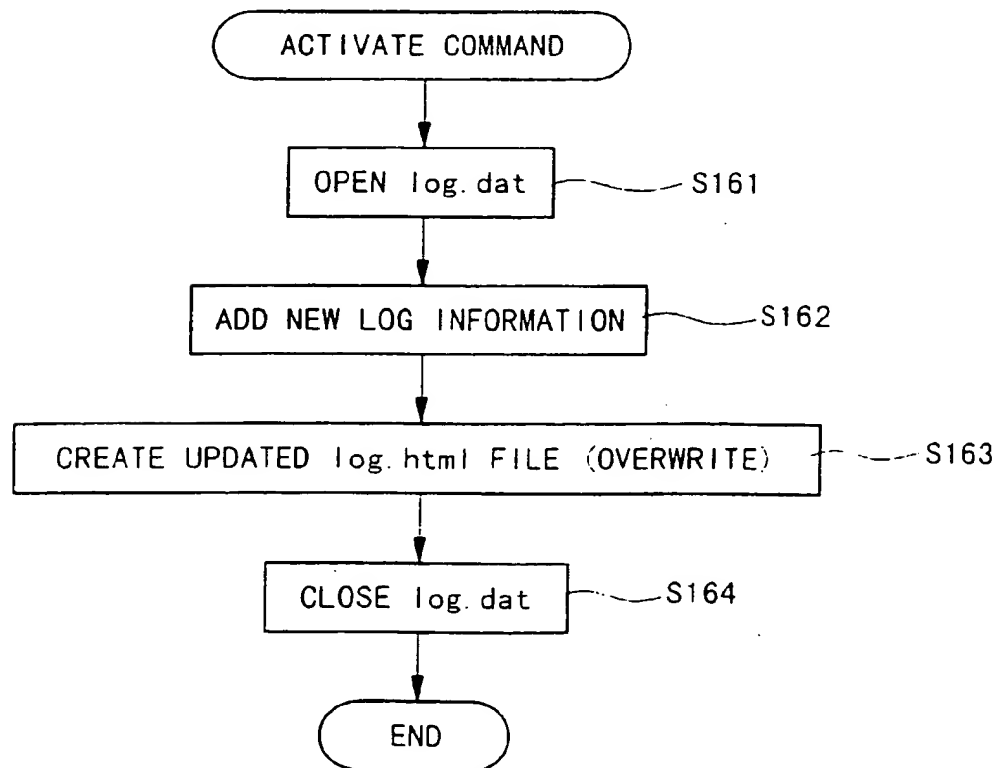 ACTIVATE COMMAND
OPEN log.dat
S161
ADD NEW LOG INFORMATION
S162
CREATE UPDATED log.html FILE (OVERWRITE)
S163
CLOSE log.dat
S164
END